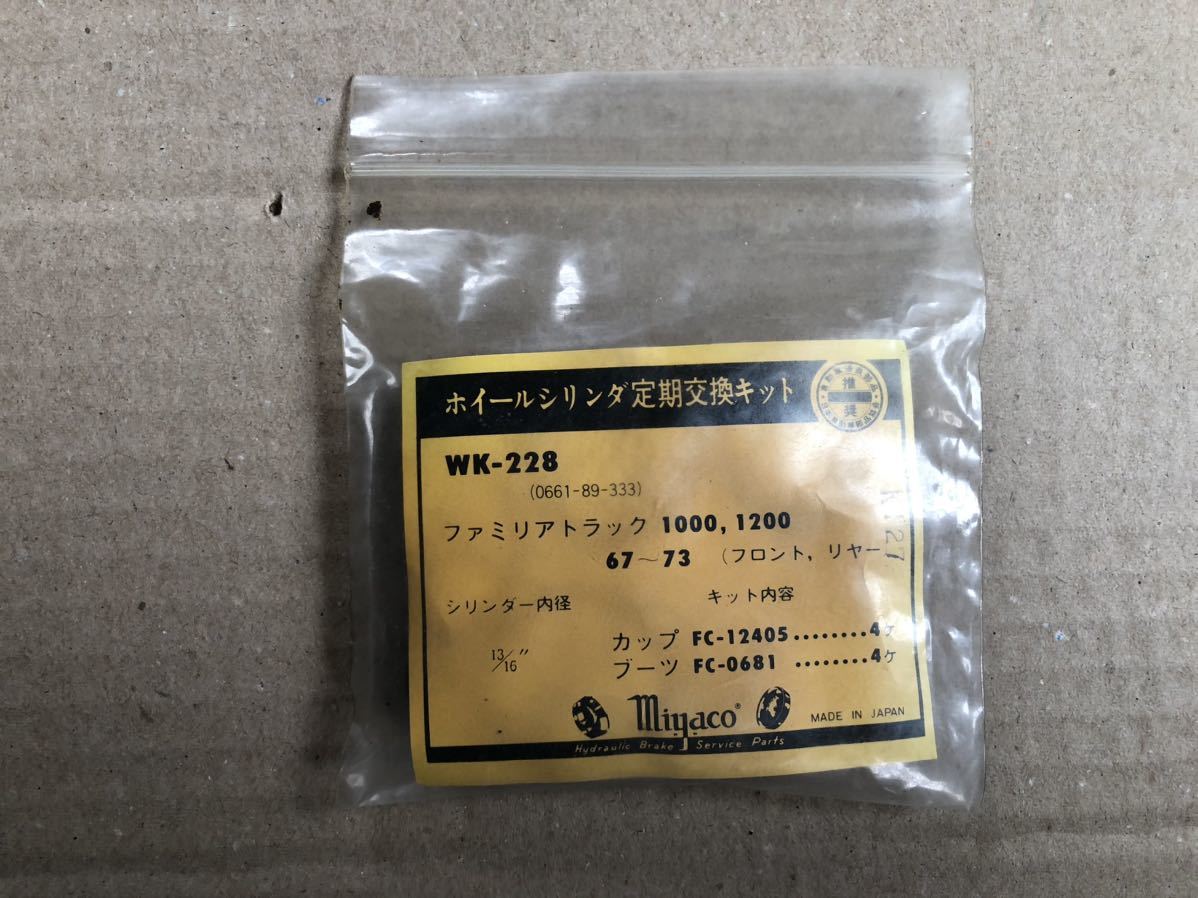 ホイールシリンダ定期交換キット
推奨
WK-228
(0661-89-333)
ファミリアトラック 1000, 1200
67〜73 (フロント, リヤー
27
シリンダー内径
キット内容
13/16"
カップ FC-12405........4ケ
ブーツ FC-0681 ........4ケ
Miyaco®
MADE IN JAPAN
Hydraulic Brake Service Parts